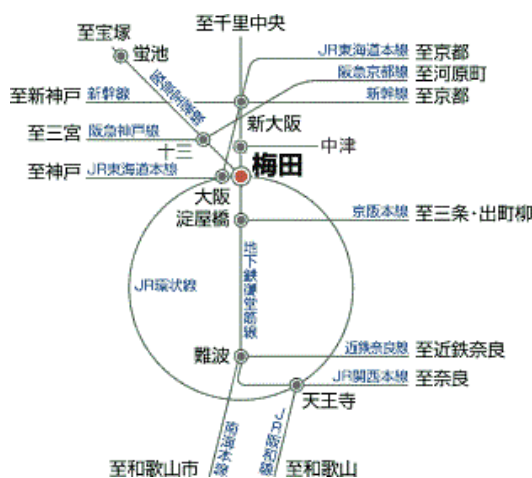 至千里中央
至宝塚
蛍池
JR東海道本線 至京都
阪急京都線 至河原町
阪急宝塚線
至新神戸 新幹線
新幹線 至京都
新大阪
至三宮 阪急神戸線
十三
中津
梅田
至神戸 JR東海道本線
大阪
淀屋橋
京阪本線 至三条・出町柳
地下鉄御堂筋線
JR環状線
難波
近鉄奈良線 至近鉄奈良
JR関西本線 至奈良
天王寺
南海本線
JR阪和線
至和歌山市
至和歌山